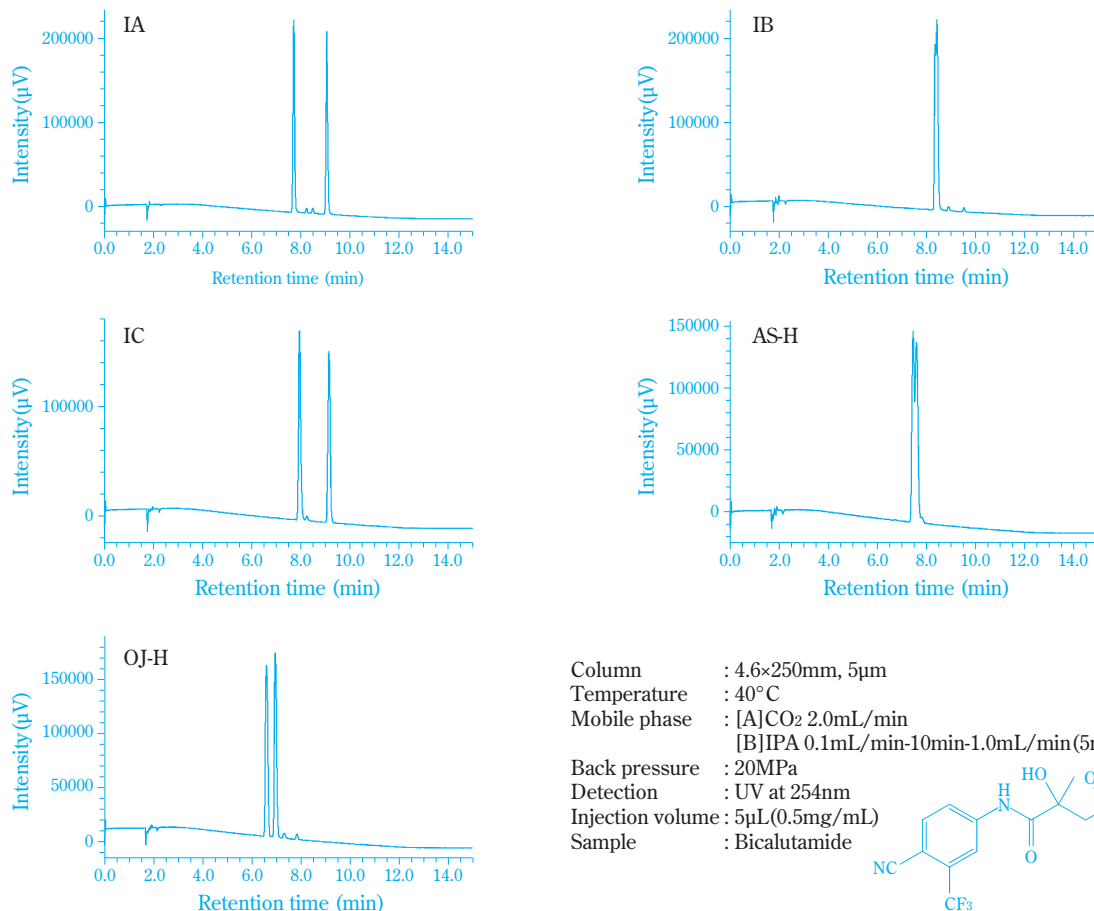 IA
Intensity(µV)
200000
100000
0
0.0 2.0 4.0 6.0 8.0 10.0 12.0 14.0
Retention time (min)
IB
Intensity(µV)
200000
100000
0
0.0 2.0 4.0 6.0 8.0 10.0 12.0 14.0
Retention time (min)
IC
Intensity(µV)
100000
0
0.0 2.0 4.0 6.0 8.0 10.0 12.0 14.0
Retention time (min)
AS-H
Intensity(µV)
150000
100000
50000
0
0.0 2.0 4.0 6.0 8.0 10.0 12.0 14.0
Retention time (min)
OJ-H
Intensity(µV)
150000
100000
50000
0
0.0 2.0 4.0 6.0 8.0 10.0 12.0 14.0
Retention time (min)
Column : 4.6×250mm, 5µm
Temperature : 40°C
Mobile phase : [A]CO2 2.0mL/min
[B]IPA 0.1mL/min-10min-1.0mL/min(5
Back pressure : 20MPa
Detection : UV at 254nm
Injection volume : 5µL(0.5mg/mL)
Sample : Bicalutamide
HO
H
N
O
NC
CF3